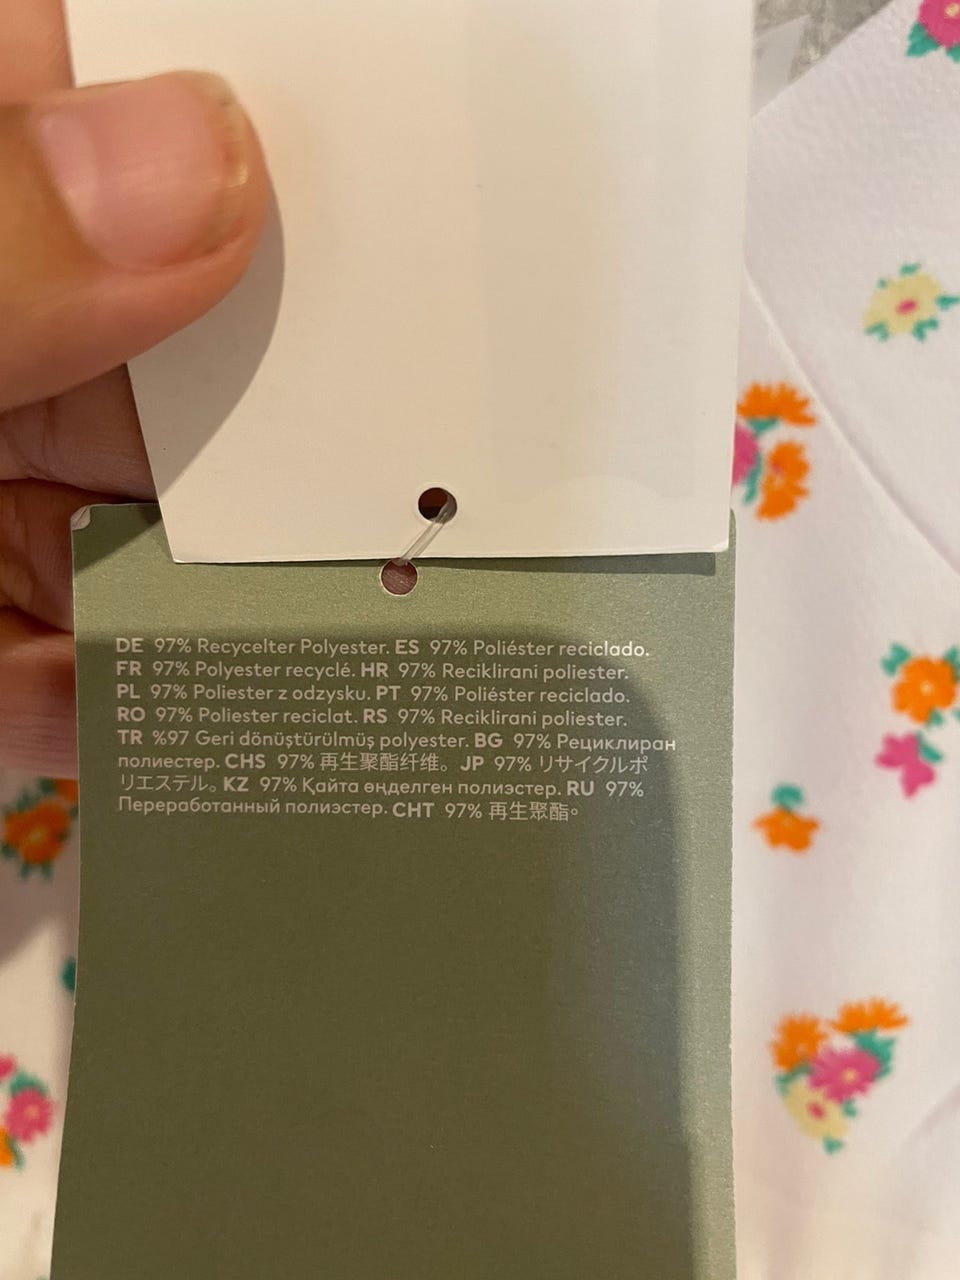 DE 97% Recycelter Polyester. ES 97% Poliéster reciclado.
FR 97% Polyester recyclé. HR 97% Reciklirani poliester.
PL 97% Poliester z odzysku. PT 97% Poliéster reciclado.
RO 97% Poliester reciclat. RS 97% Reciklirani poliester.
TR %97 Geri dönüştürülmüş polyester. BG 97% Рециклиран
полиестер. CHS 97% 再生聚酯纤维。 JP 97% リサイクルポ
リエステル。 KZ 97% Қайта өңделген полиэстер. RU 97%
Переработанный полиэстер. CHT 97% 再生聚酯。